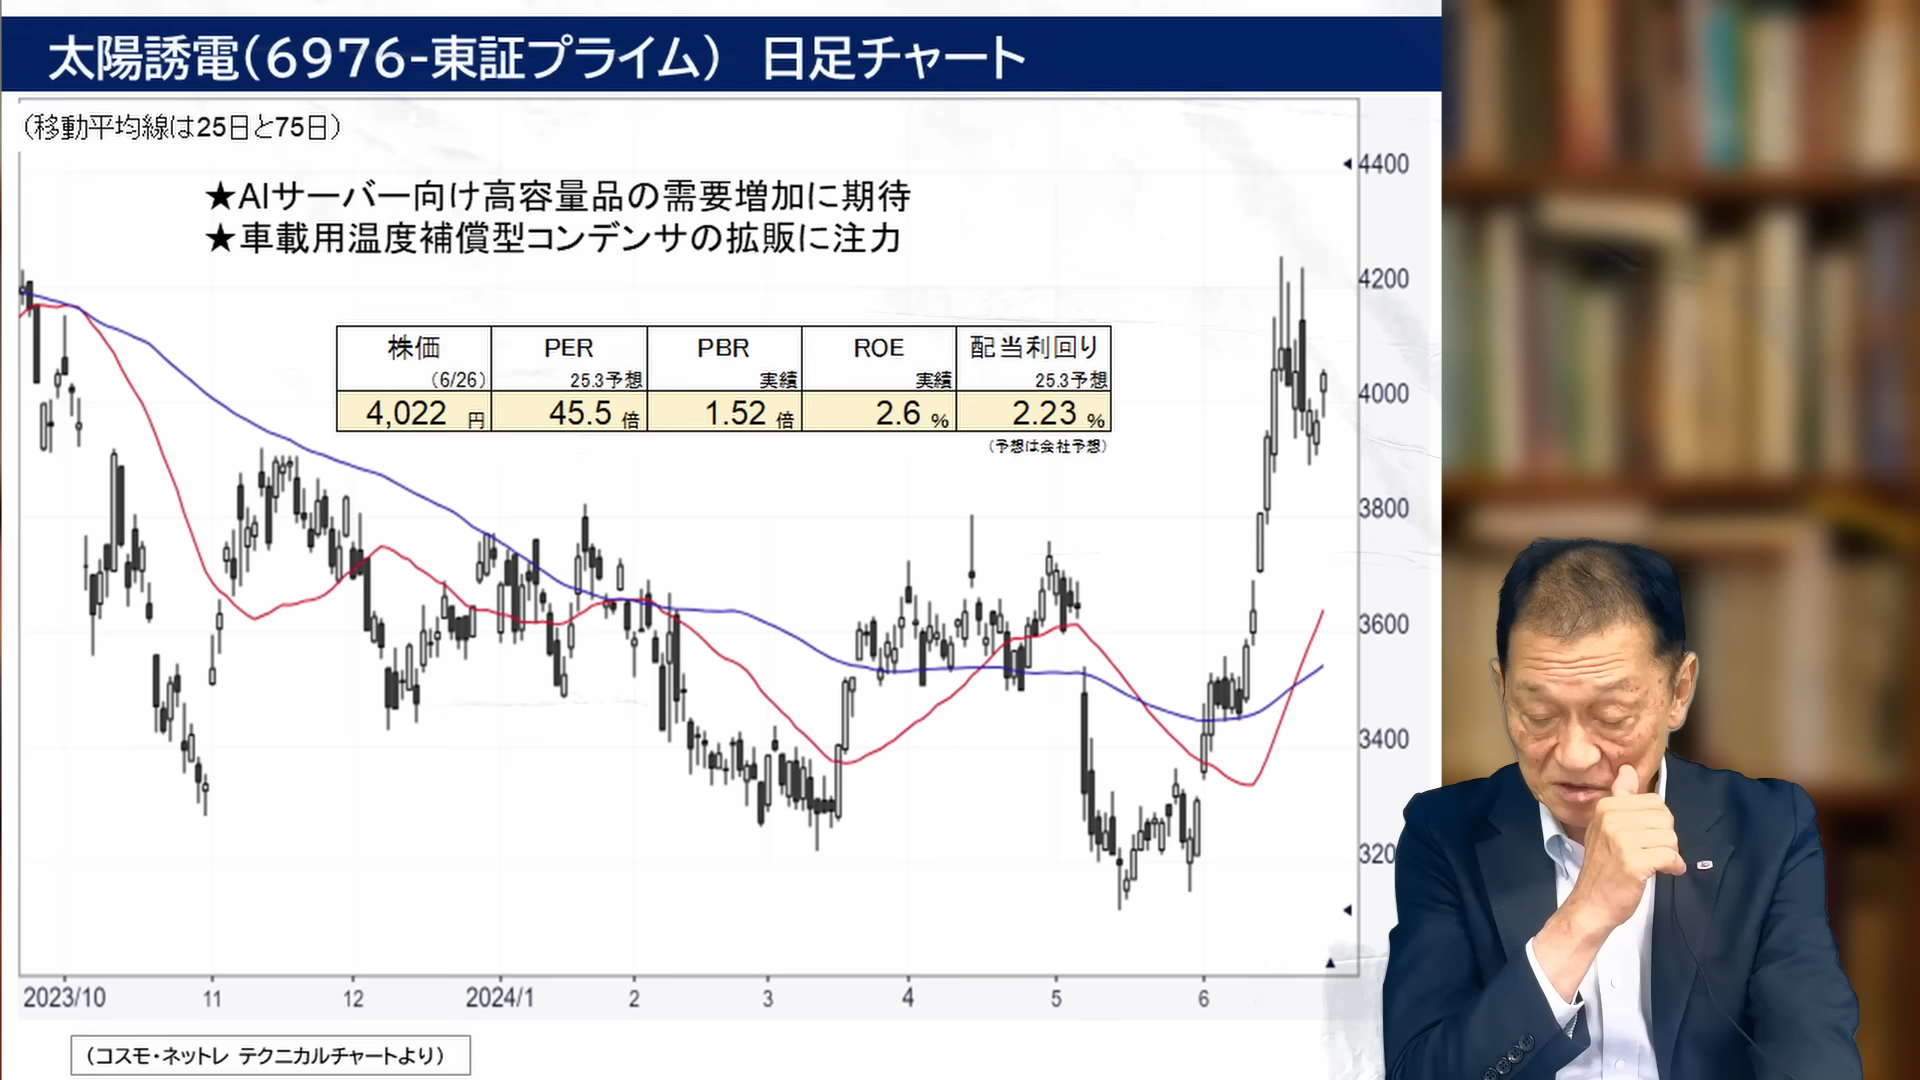 太陽誘電(6976-東証プライム) 日足チャート
(移動平均線は25日と75日)
★AIサーバー向け高容量品の需要増加に期待
★車載用温度補償型コンデンサの拡販に注力
株価 PER PBR ROE 配当利回り
(6/26) 25.3予想 実績 実績 25.3予想
4,022 円 45.5 倍 1.52 倍 2.6 % 2.23 %
(予想は会社予想)
4400
4200
4000
3800
3600
3400
320
2023/10 11 12 2024/1 2 3 4 5 6
(コスモ・ネットレ テクニカルチャートより)